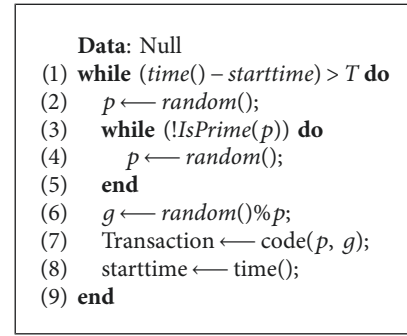 Data: Null
(1) while (time() – starttime) > T do
(2) p ⟵ random();
(3) while (!IsPrime(p)) do
(4) p ⟵ random();
(5) end
(6) g ⟵ random()%p;
(7) Transaction ⟵ code(p, g);
(8) starttime ⟵ time();
(9) end